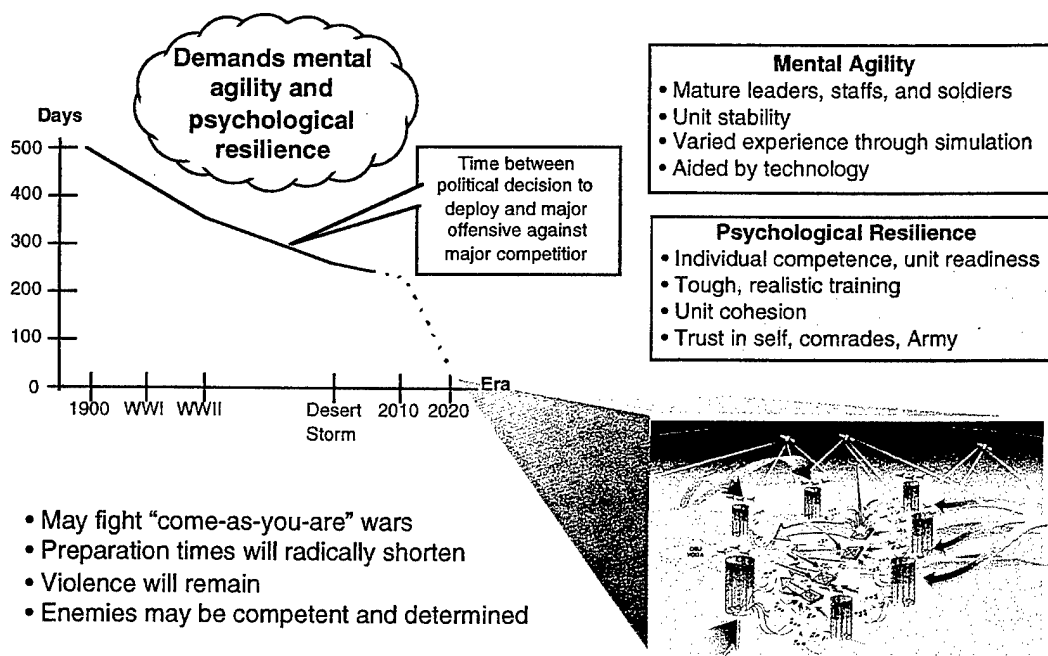 Demands mental
agility and
psychological
resilience
Days
500
400
300
200
100
0
1900
WWI
WWII
Desert
Storm
2010
2020
Era
Time between
political decision to
deploy and major
offensive against
major competitior
Mental Agility
• Mature leaders, staffs, and soldiers
• Unit stability
• Varied experience through simulation
• Aided by technology
Psychological Resilience
• Individual competence, unit readiness
• Tough, realistic training
• Unit cohesion
• Trust in self, comrades, Army
• May fight “come-as-you-are” wars
• Preparation times will radically shorten
• Violence will remain
• Enemies may be competent and determined